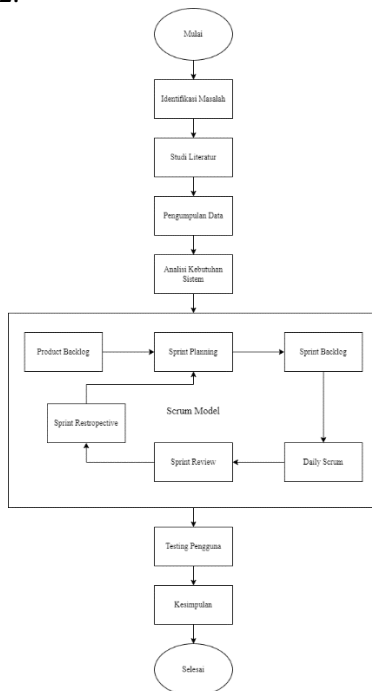 Mulai
Identifikasi Masalah
Studi Literatur
Pengumpulan Data
Analisi Kebutuhan
Sistem
Product Backlog
Sprint Planning
Sprint Backlog
Sprint Restropective
Scrum Model
Sprint Review
Daily Scrum
Testing Pengguna
Kesimpulan
Selesai